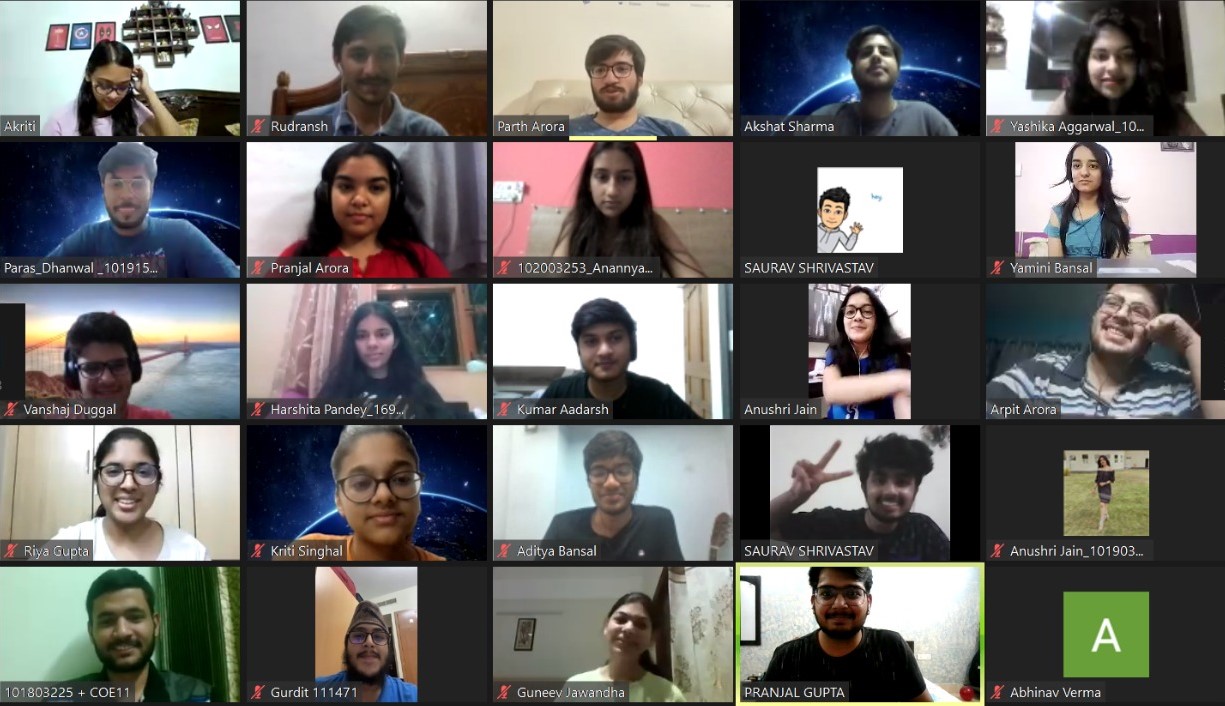 Akriti
Rudransh
Parth Arora
Akshat Sharma
Yashika Aggarwal_10...
Paras_Dhanwal _101915...
Pranjal Arora
102003253_Anannya...
hey
SAURAV SHRIVASTAV
Yamini Bansal
Vanshaj Duggal
Harshita Pandey_169...
Kumar Aadarsh
Anushri Jain
Arpit Arora
Riya Gupta
Kriti Singhal
Aditya Bansal
SAURAV SHRIVASTAV
Anushri Jain_101903...
101803225 + COE11
Gurdit 111471
Guneev Jawandha
PRANJAL GUPTA
A
Abhinav Verma